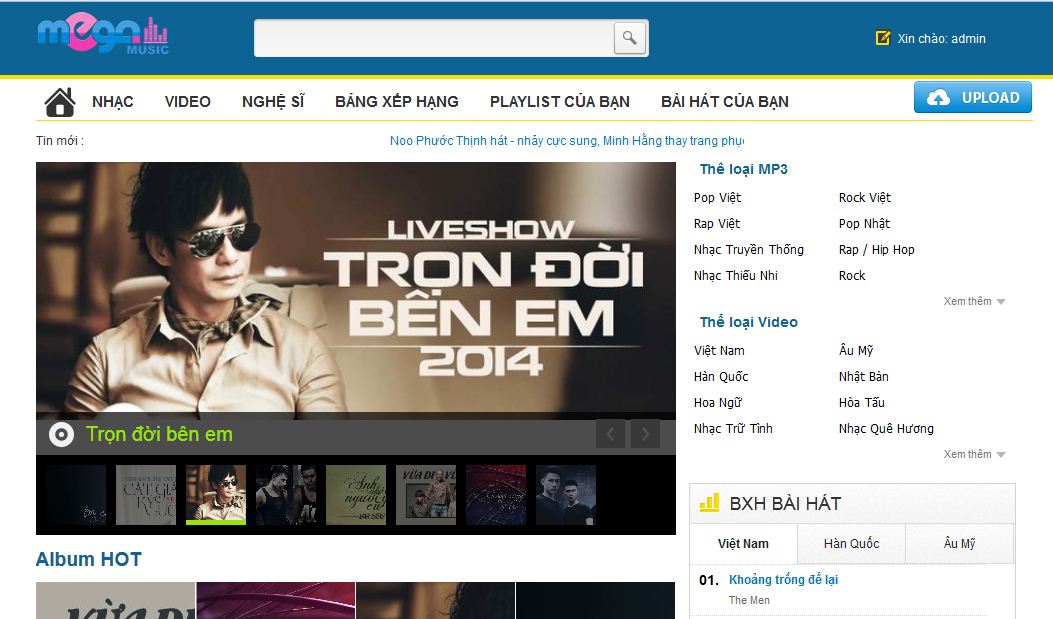 mega
MUSIC
Xin chào: admin
NHẠC
VIDEO
NGHỆ SĨ
BẢNG XẾP HẠNG
PLAYLIST CỦA BẠN
BÀI HÁT CỦA BẠN
UPLOAD
Tin mới :
Noo Phước Thịnh hát - nhảy cực sung, Minh Hằng thay trang phục
LIVESHOW
TRỌN ĐỜI
BÊN EM
2014
Trọn đời bên em
Album HOT
VỪA ĐI
Thể loại MP3
Pop Việt
Rock Việt
Rap Việt
Pop Nhật
Nhạc Truyền Thống
Rap / Hip Hop
Nhạc Thiếu Nhi
Rock
Xem thêm
Thể loại Video
Việt Nam
Âu Mỹ
Hàn Quốc
Nhật Bản
Hoa Ngữ
Hòa Tấu
Nhạc Trữ Tình
Nhạc Quê Hương
Xem thêm
BXH BÀI HÁT
Việt Nam
Hàn Quốc
Âu Mỹ
01. Khoảng trống để lại
The Men